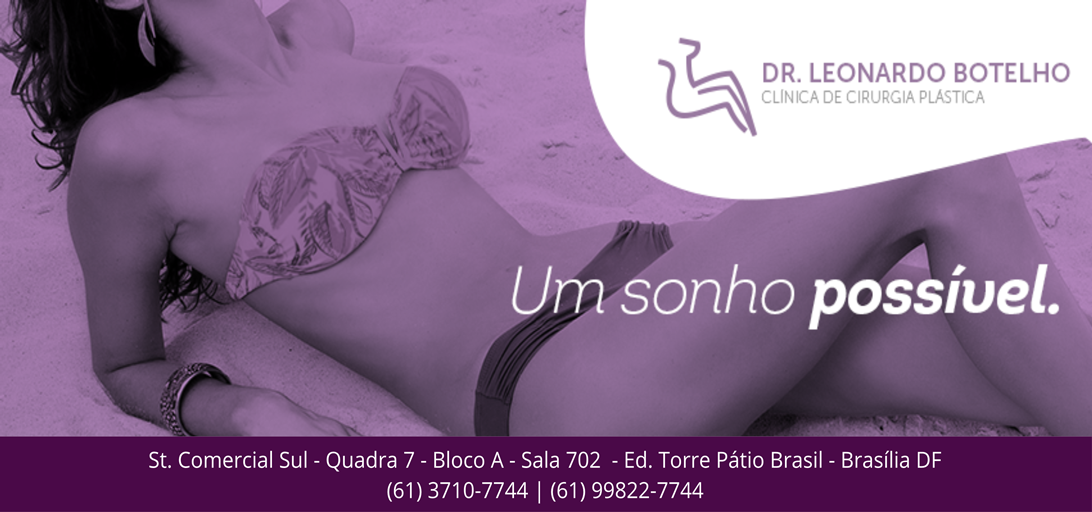 DR. LEONARDO BOTELHO
CLÍNICA DE CIRURGIA PLÁSTICA
Um sonho possível.
St. Comercial Sul - Quadra 7 - Bloco A - Sala 702 - Ed. Torre Pátio Brasil - Brasília DF
(61) 3710-7744 | (61) 99822-7744